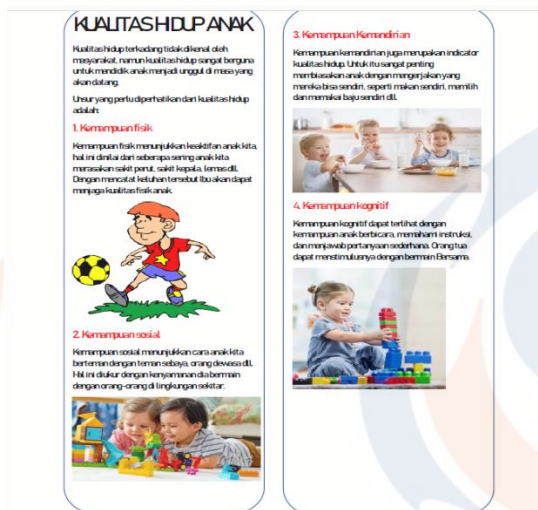 KUALITAS HIDUP ANAK
Kualitas hidup terkadang tidak dikenal oleh
masyarakat, namun kualitas hidup sangat berguna
untuk mendidik anak menjadi unggul di masa yang
akan datang.
Unsur yang perlu diperhatikan dari kualitas hidup
adalah:
1. Kemampuan fisik
Kemampuan fisik menunjukkan keaktifan anak kita,
hal ini dinilai dari seberapa sering anak kita
merasakan sakit perut, sakit kepala, lemas dll.
Dengan mencatat keluhan tersebut Ibu akan dapat
menjaga kualitas fisik anak.
2. Kemampuan sosial
Kemampuan sosial menunjukkan cara anak kita
berteman dengan teman sebaya, orang dewasa dll.
Hal ini diukur dengan kenyamanan dia bermain
dengan orang-orang di lingkungan sekitar.
3. Kemampuan Kemandirian
Kemampuan kemandirian juga merupakan indicator
kualitas hidup. Untuk itu sangat penting
membiasakan anak dengan mengerjakan yang
mereka bisa sendiri, seperti makan sendiri, memilih
dan memakai baju sendiri dll.
4. Kemampuan kognitif
Kemampuan kognitif dapat terlihat dengan
kemampuan anak berbicara, memahami instruksi,
dan menjawab pertanyaan sederhana. Orang tua
dapat menstimulusnya dengan bermain Bersama.